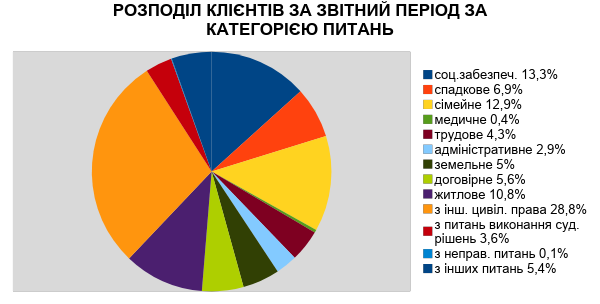 РОЗПОДІЛ КЛІЄНТІВ ЗА ЗВІТНИЙ ПЕРІОД ЗА
КАТЕГОРІЄЮ ПИТАНЬ
соц.забезпеч. 13,3%
спадкове 6,9%
сімейне 12,9%
медичне 0,4%
трудове 4,3%
адміністративне 2,9%
земельне 5%
договірне 5,6%
житлове 10,8%
з інш. цивіл. права 28,8%
з питань виконання суд.
рішень 3,6%
з неправ. питань 0,1%
з інших питань 5,4%